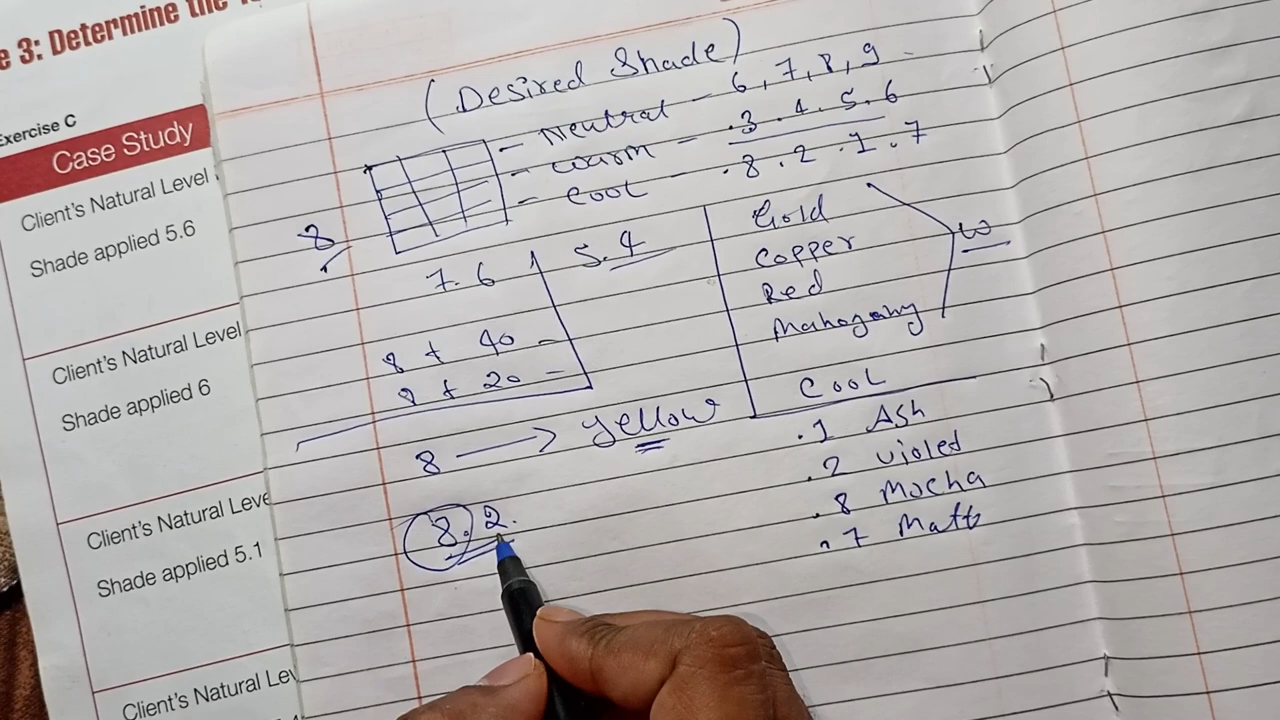 e 3: Determine the
Exercise C
Case Study
Client's Natural Level
Shade applied 5.6
Client's Natural Level
Shade applied 6
Client's Natural Leve
Shade applied 5.1
Client's Natural Lev
(Desired Shade)
- Neutral - 6, 7, 8, 9
- warm - .3 .4 .5 .6
- cool - .8 .2 .1 .7
8
7.6
5.4
8 + 40 -
8 + 20 -
8 → yellow
8.2.
Gold
Copper
Red
Mahogany
w
Cool
.1 Ash
.2 violed
.8 Mocha
.7 Matt